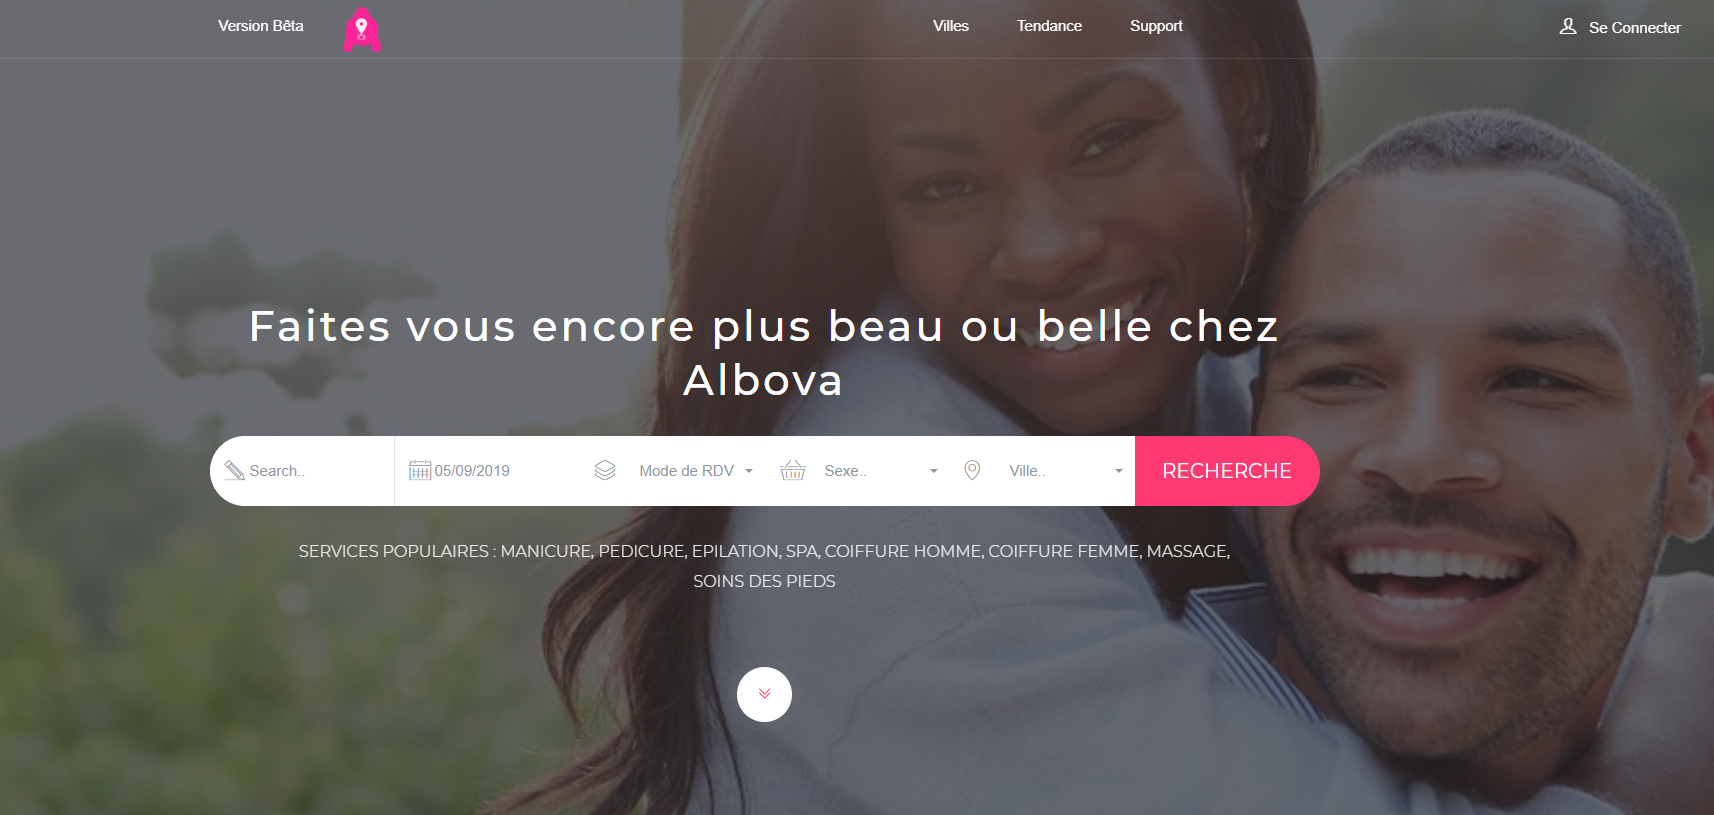 Version Bêta
Villes
Tendance
Support
Se Connecter
Faites vous encore plus beau ou belle chez
Albova
Search..
05/09/2019
Mode de RDV
Sexe..
Ville..
RECHERCHE
SERVICES POPULAIRES : MANICURE, PEDICURE, EPILATION, SPA, COIFFURE HOMME, COIFFURE FEMME, MASSAGE,
SOINS DES PIEDS